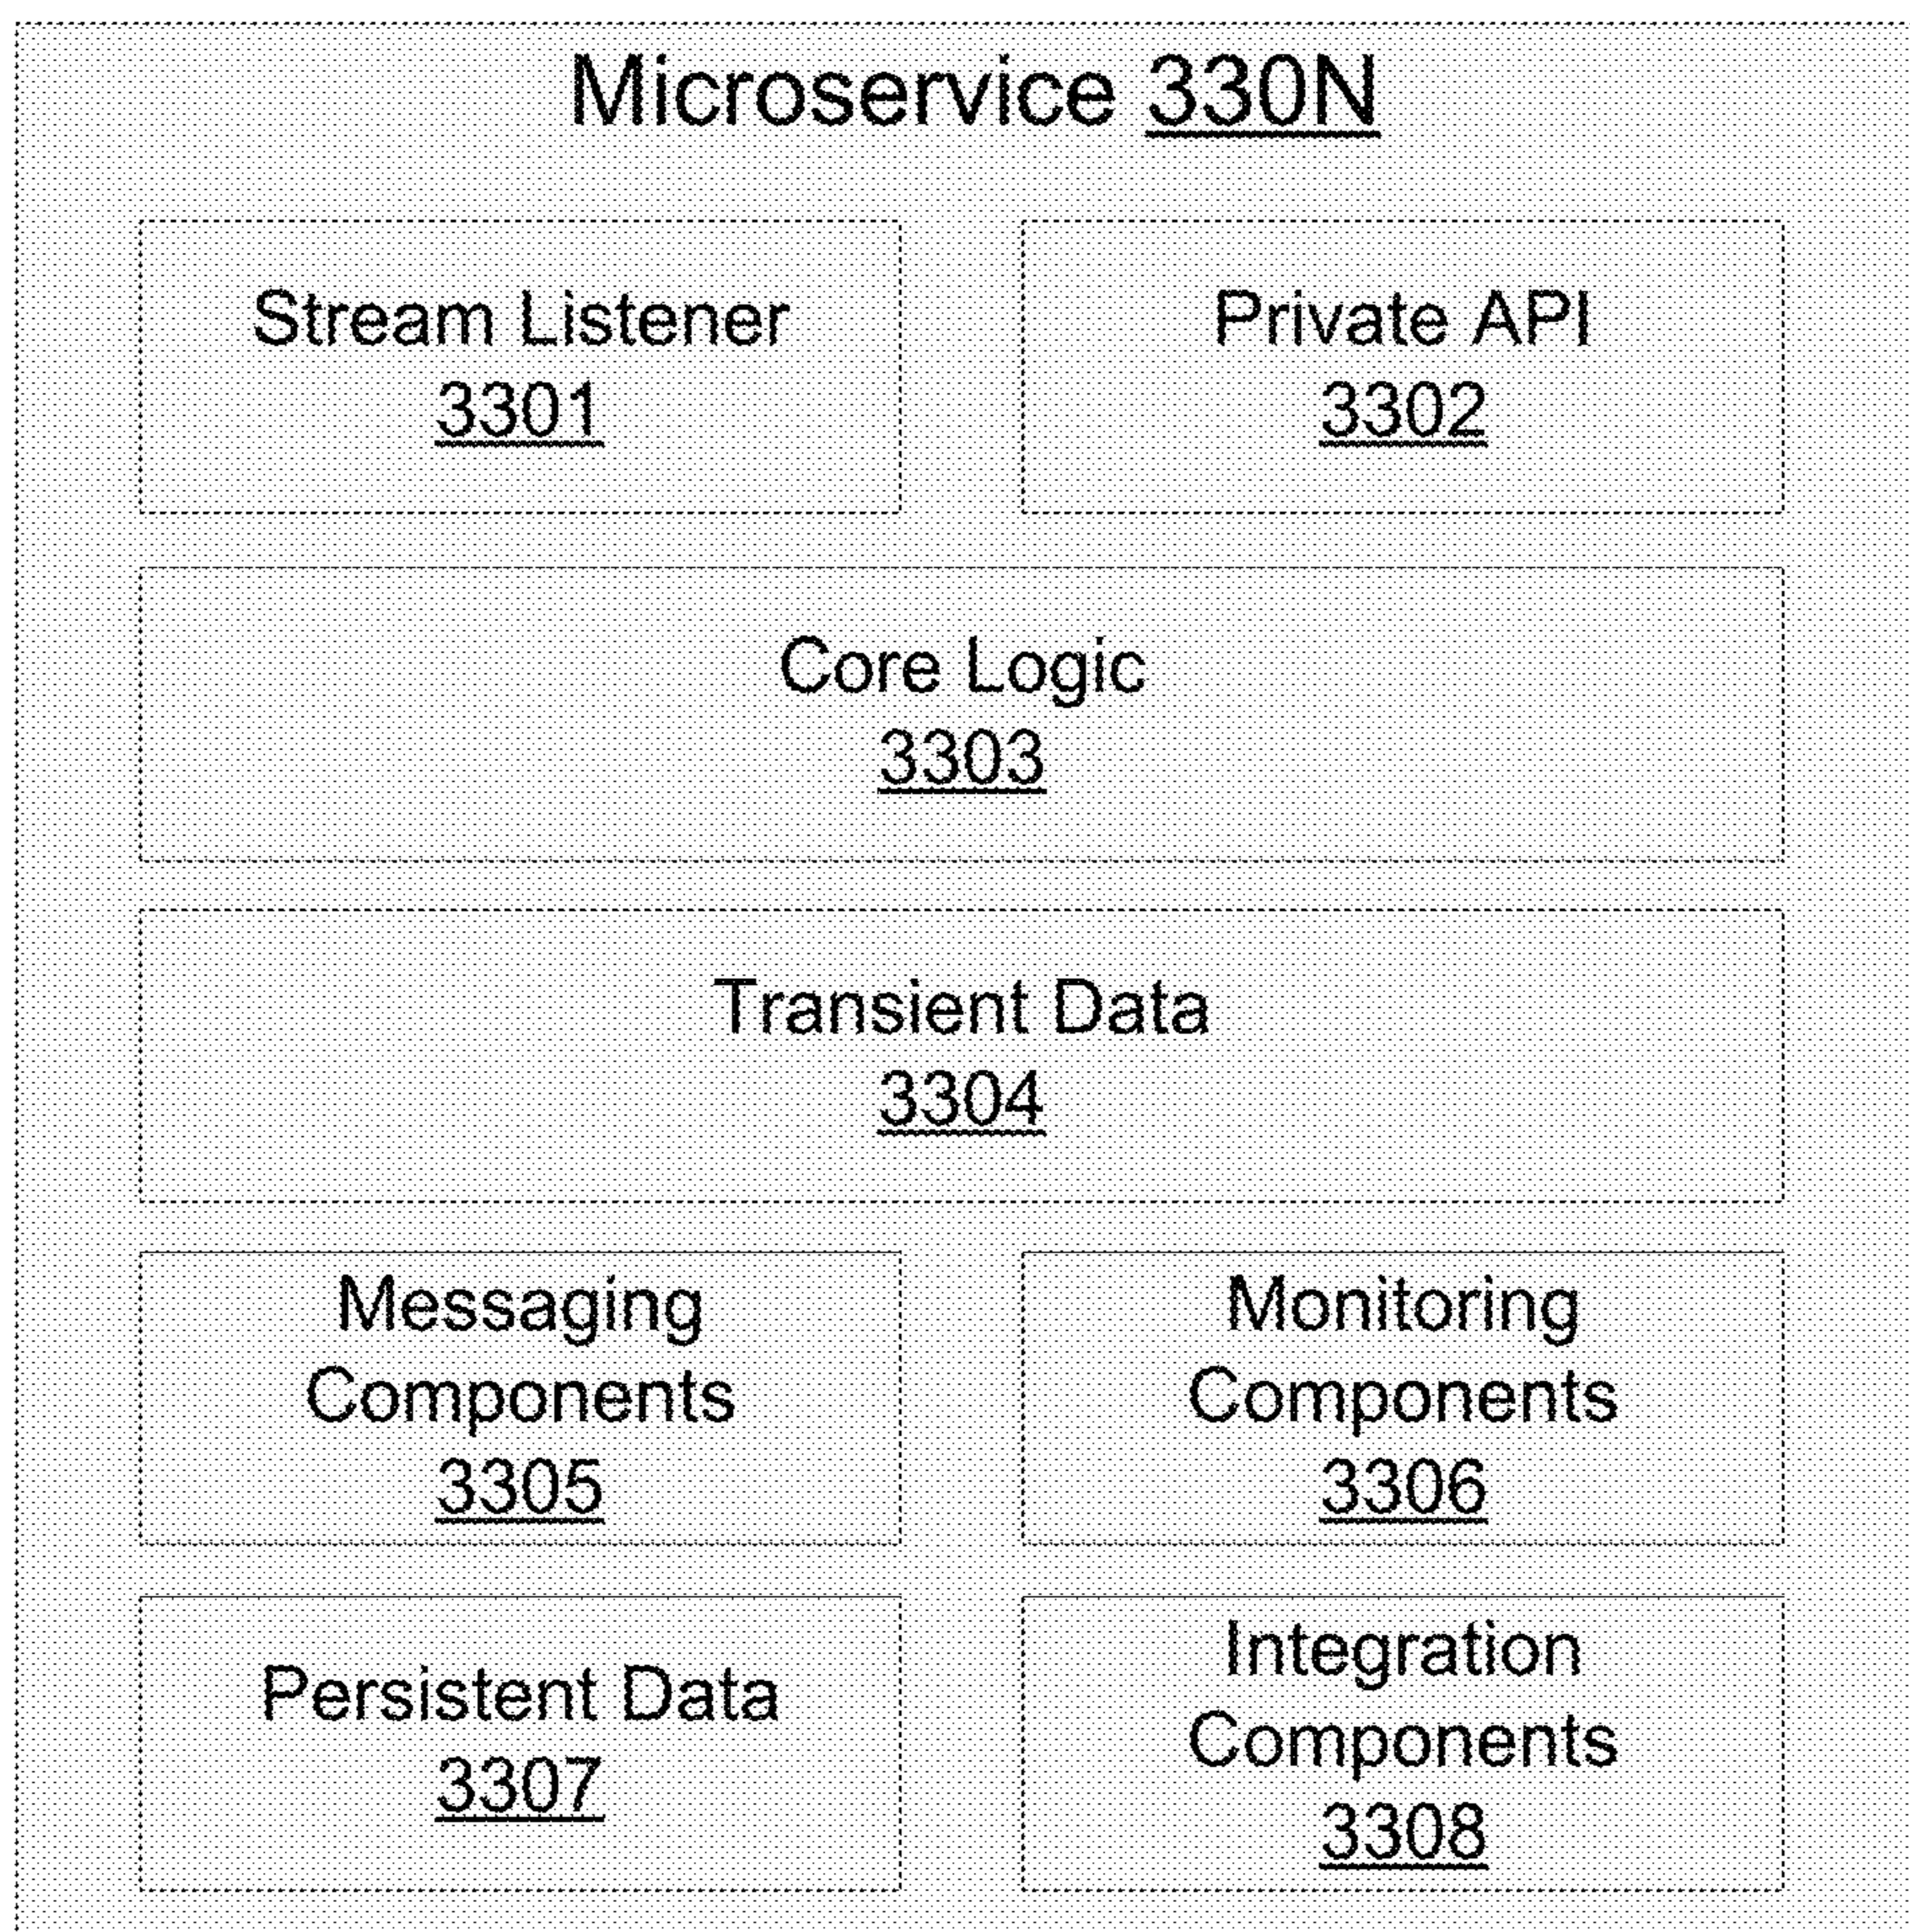 Microservice 330N
Stream Listener
3301
Private API
3302
Core Logic
3303
Transient Data
3304
Messaging
Components
3305
Monitoring
Components
3306
Persistent Data
3307
Integration
Components
3308